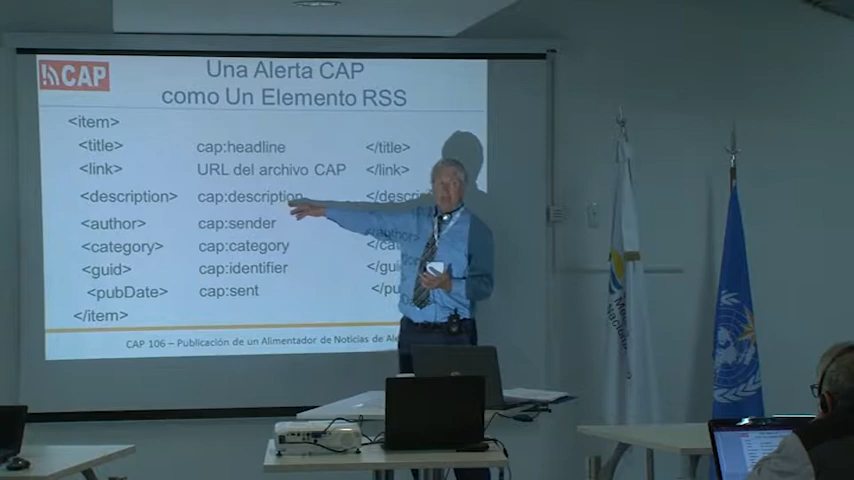 CAP
Una Alerta CAP
como Un Elemento RSS
<item>
<title> cap:headline </title>
<link> URL del archivo CAP </link>
<description> cap:description
<author> cap:sender
<category> cap:category
<guid> cap:identifier
<pubDate> cap:sent
</item>
CAP 106 – Publicación de un Alimentador de Noticias de